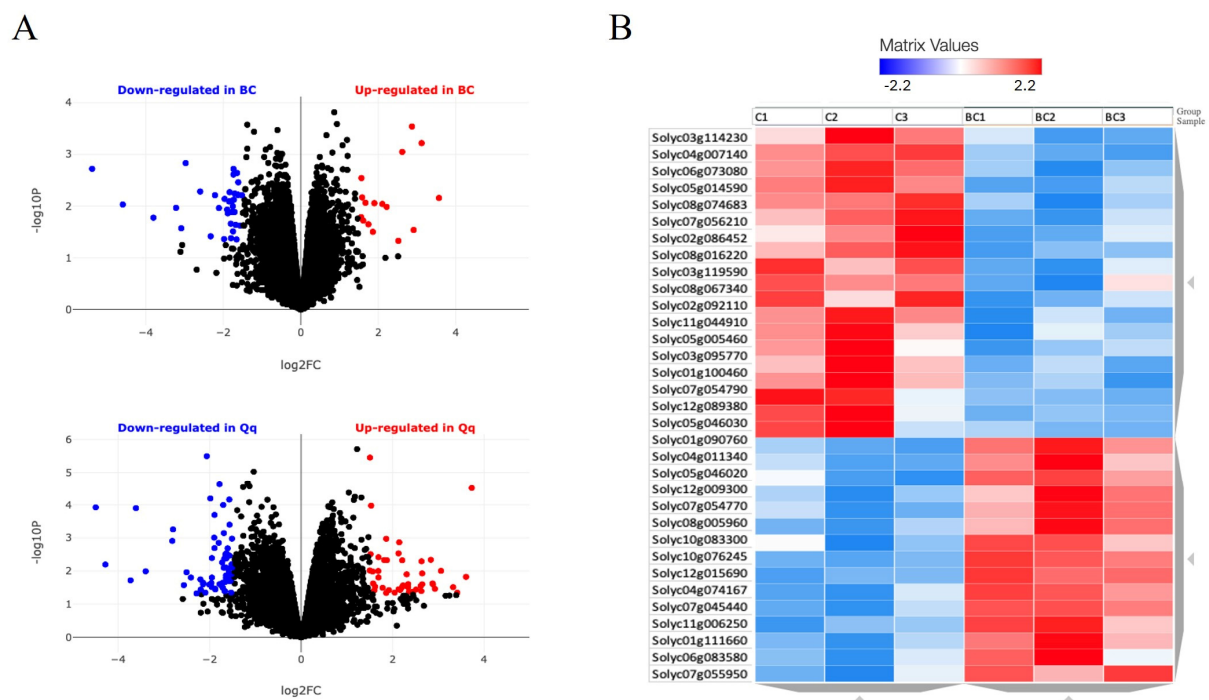 A
Down-regulated in BC
Up-regulated in BC
4
3
2
1
0
-log10P
−4
−2
0
2
4
log2FC
Down-regulated in Qq
Up-regulated in Qq
6
5
4
3
2
1
0
-log10P
−4
−2
0
2
4
log2FC
B
Matrix Values
-2.2 2.2
C1 C2 C3 BC1 BC2 BC3
Group
Sample
Solyc03g114230
Solyc04g007140
Solyc06g073080
Solyc05g014590
Solyc08g074683
Solyc07g056210
Solyc02g086452
Solyc08g016220
Solyc03g119590
Solyc08g067340
Solyc02g092110
Solyc11g044910
Solyc05g005460
Solyc03g095770
Solyc01g100460
Solyc07g054790
Solyc12g089380
Solyc05g046030
Solyc01g090760
Solyc04g011340
Solyc05g046020
Solyc12g009300
Solyc07g054770
Solyc08g005960
Solyc10g083300
Solyc10g076245
Solyc12g015690
Solyc04g074167
Solyc07g045440
Solyc11g006250
Solyc01g111660
Solyc06g083580
Solyc07g055950